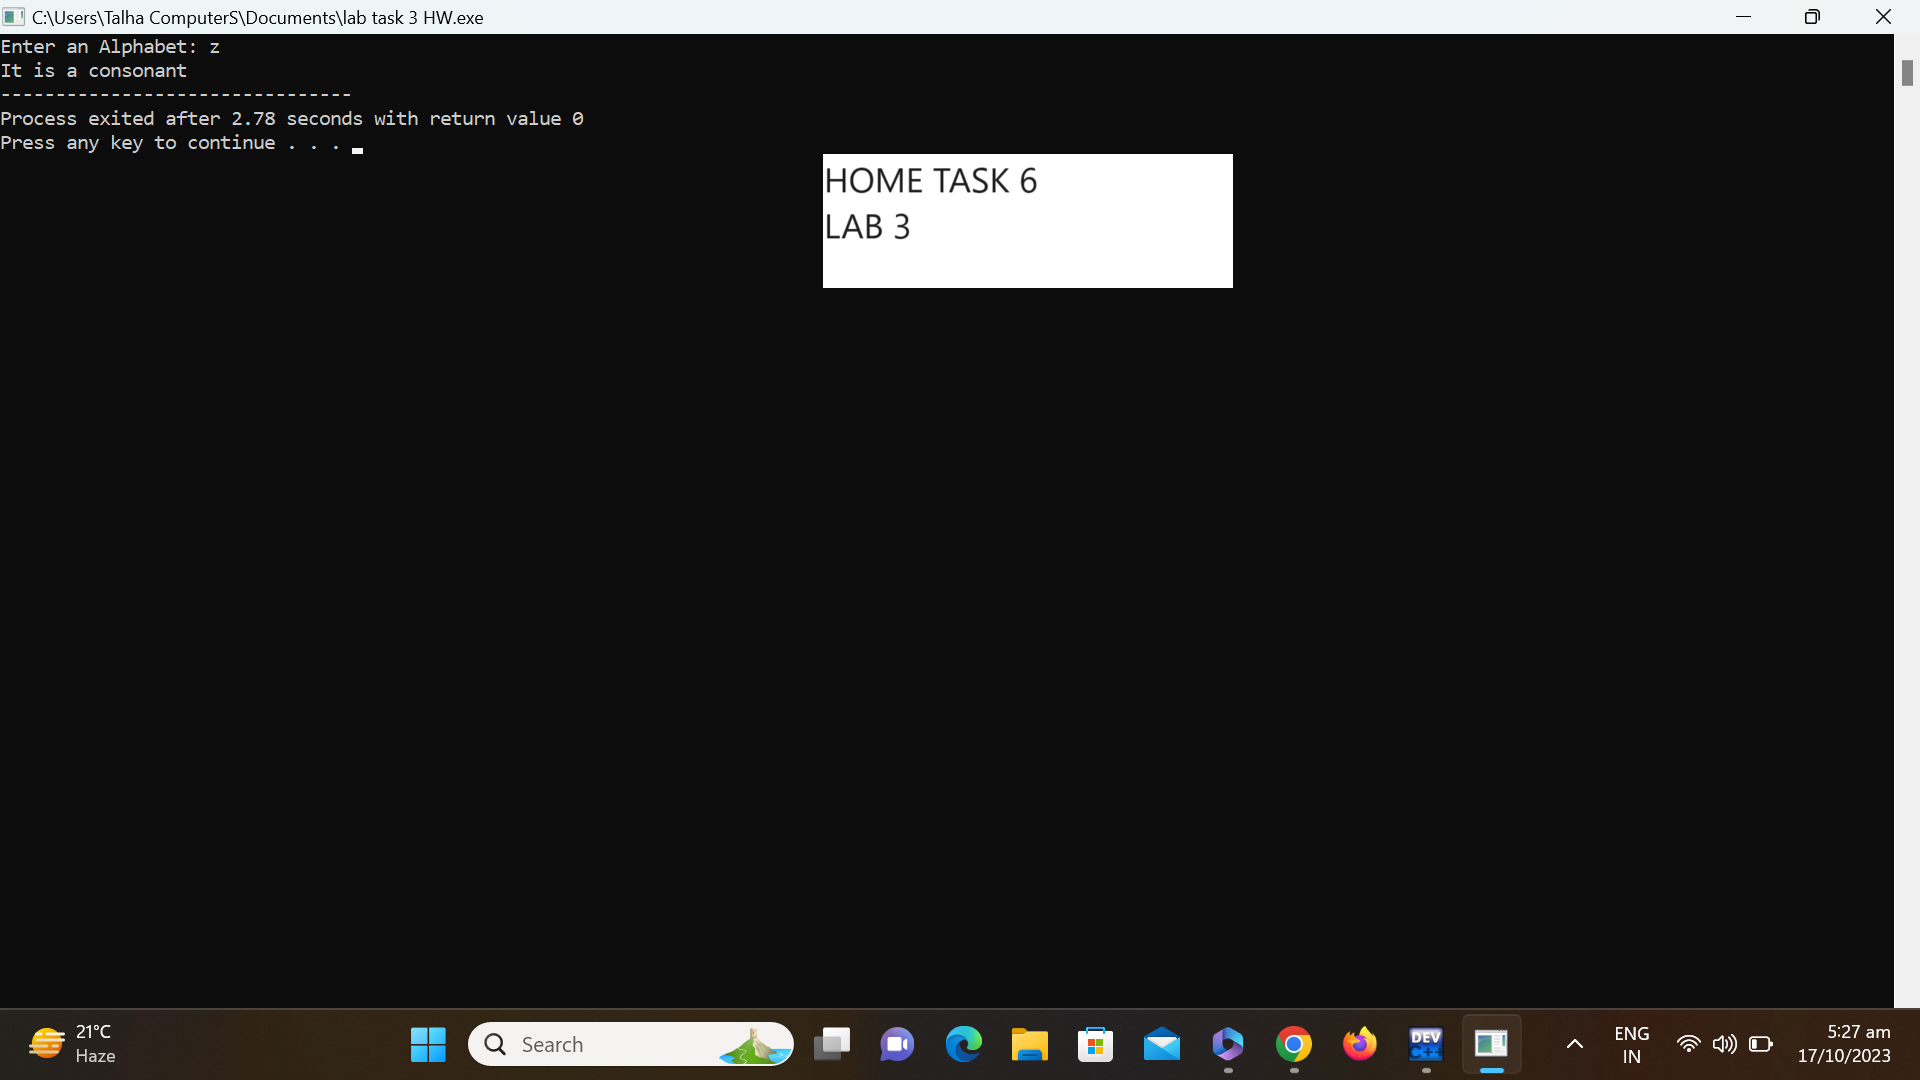 C:\Users\Talha ComputerS\Documents\lab task 3 HW.exe
Enter an Alphabet: z
It is a consonant
--------------------------------
Process exited after 2.78 seconds with return value 0
Press any key to continue . . .
HOME TASK 6
LAB 3
21°C
Haze
Search
DEV
C++
ENG
IN
5:27 am
17/10/2023